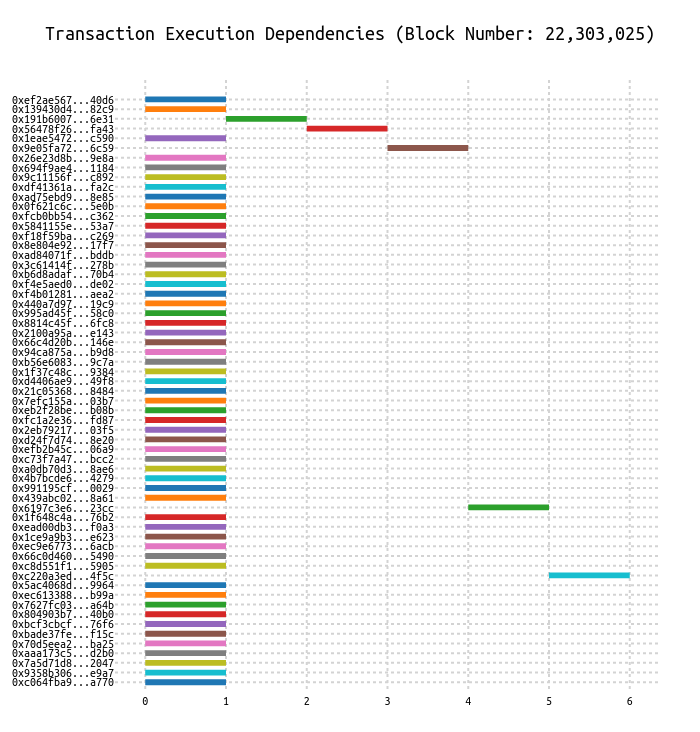 Transaction Execution Dependencies (Block Number: 22,303,025)
0xef2ae567...40d6
0x139430d4...82c9
0x191b6007...6e31
0x56478f26...fa43
0x1eae5472...c590
0x9e05fa72...6c59
0x26e23d8b...9e8a
0x694f9ae4...1184
0x9c11156f...c892
0xdf41361a...fa2c
0xad75ebd9...8e85
0x0f621c6c...5e0b
0xfcb0bb54...c362
0x5841155e...53a7
0xf18f59ba...c269
0x8e804e92...17f7
0xad84071f...bddb
0x3c61414f...278b
0xb6d8adaf...70b4
0xf4e5aed0...de02
0xf4b01281...aea2
0x440a7d97...19c9
0x995ad45f...58c0
0x8814c45f...6fc8
0x2100a95a...e143
0x66c4d20b...146e
0x94ca875a...b9d8
0xb56e6083...9c7a
0x1f37c48c...9384
0xd4406ae9...49f8
0x21c05368...8484
0x7efc155a...03b7
0xeb2f28be...b08b
0xfc1a2e36...fd87
0x2eb79217...03f5
0xd24f7d74...8e20
0xefb2b45c...06a9
0xc73f7a47...bcc2
0xa0db70d3...8ae6
0x4b7bcde6...4279
0x991195cf...0029
0x439abc02...8a61
0x6197c3e6...23cc
0x1f648c4a...76b2
0xead00db3...f0a3
0x1ce9a9b3...e623
0xec9e6773...6acb
0x66c0d460...5490
0xc8d551f1...5905
0xc220a3ed...4f5c
0x5ac4068d...9964
0xec613388...b99a
0x7627fc03...a64b
0x804903b7...40b0
0xbcf3cbcf...76f6
0xbade37fe...f15c
0x70d5eea2...ba25
0xaaa173c5...d2b0
0x7a5d71d8...2047
0x9358b306...e9a7
0xc064fba9...a770
0 1 2 3 4 5 6